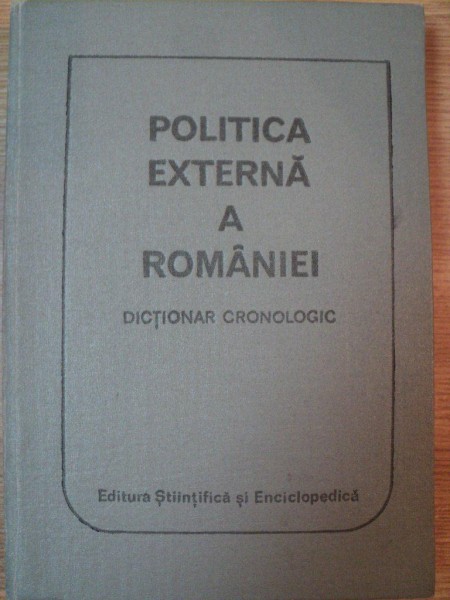 POLITICA
EXTERNĂ
A
ROMÂNIEI
DICȚIONAR CRONOLOGIC
Editura Științifică și Enciclopedică